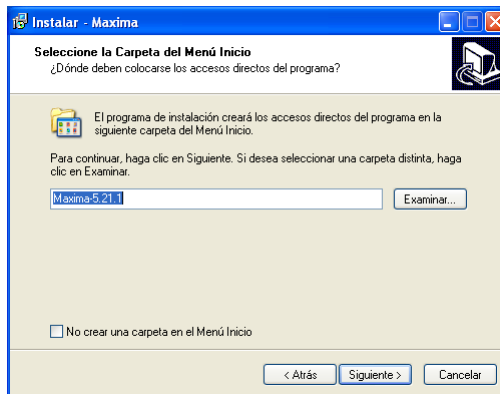 Instalar - Maxima
Seleccione la Carpeta del Menú Inicio
¿Dónde deben colocarse los accesos directos del programa?
El programa de instalación creará los accesos directos del programa en la
siguiente carpeta del Menú Inicio.
Para continuar, haga clic en Siguiente. Si desea seleccionar una carpeta distinta, haga
clic en Examinar.
Maxima-5.21.1
Examinar...
No crear una carpeta en el Menú Inicio
< Atrás
Siguiente >
Cancelar